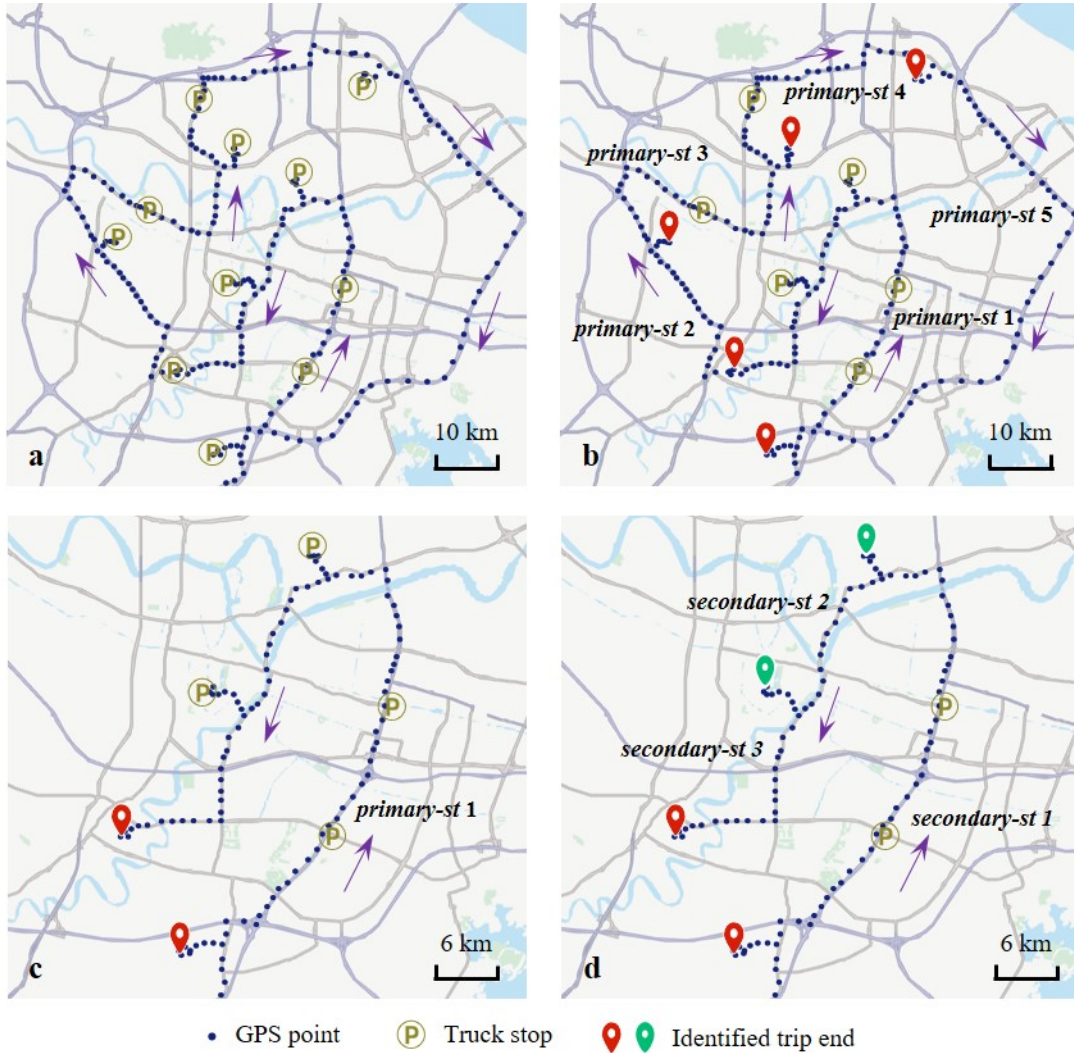 P
P
P
P
P
P
P
P
P
P
a
10 km
primary-st 4
P
primary-st 3
P
P
primary-st 5
P
P
primary-st 1
primary-st 2
P
b
10 km
P
P
P
primary-st 1
P
c
6 km
secondary-st 2
P
secondary-st 3
secondary-st 1
P
d
6 km
GPS point
P Truck stop
Identified trip end